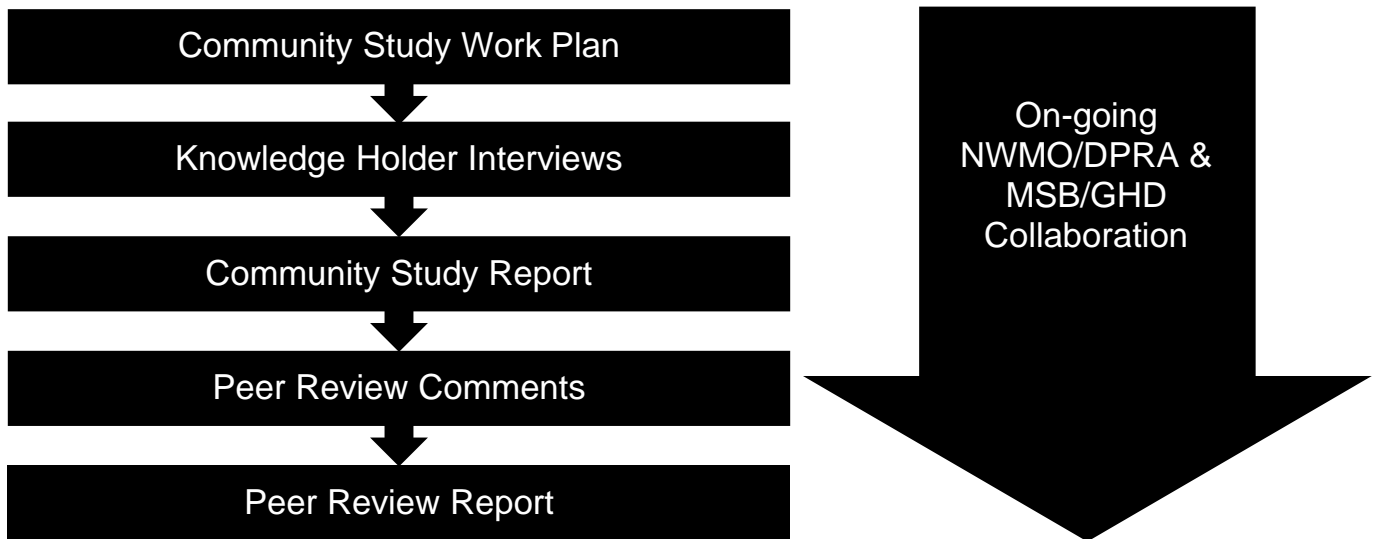 Community Study Work Plan
Knowledge Holder Interviews
Community Study Report
Peer Review Comments
Peer Review Report
On-going
NWMO/DPRA &
MSB/GHD
Collaboration